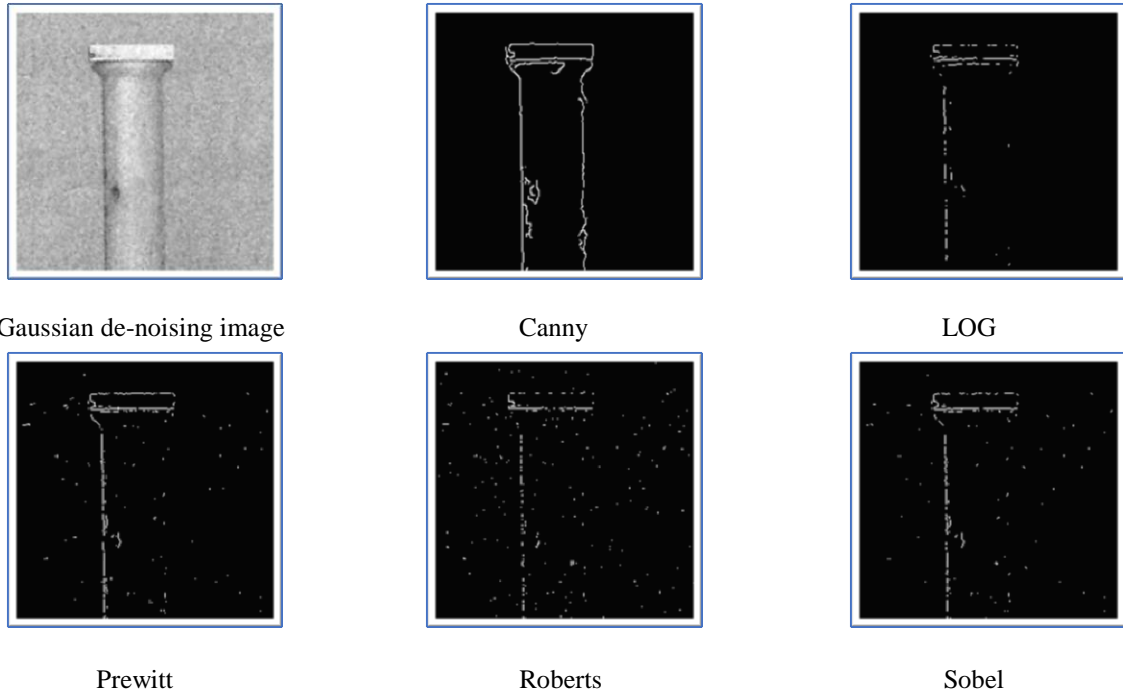 Gaussian de-noising image
Canny
LOG
Prewitt
Roberts
Sobel